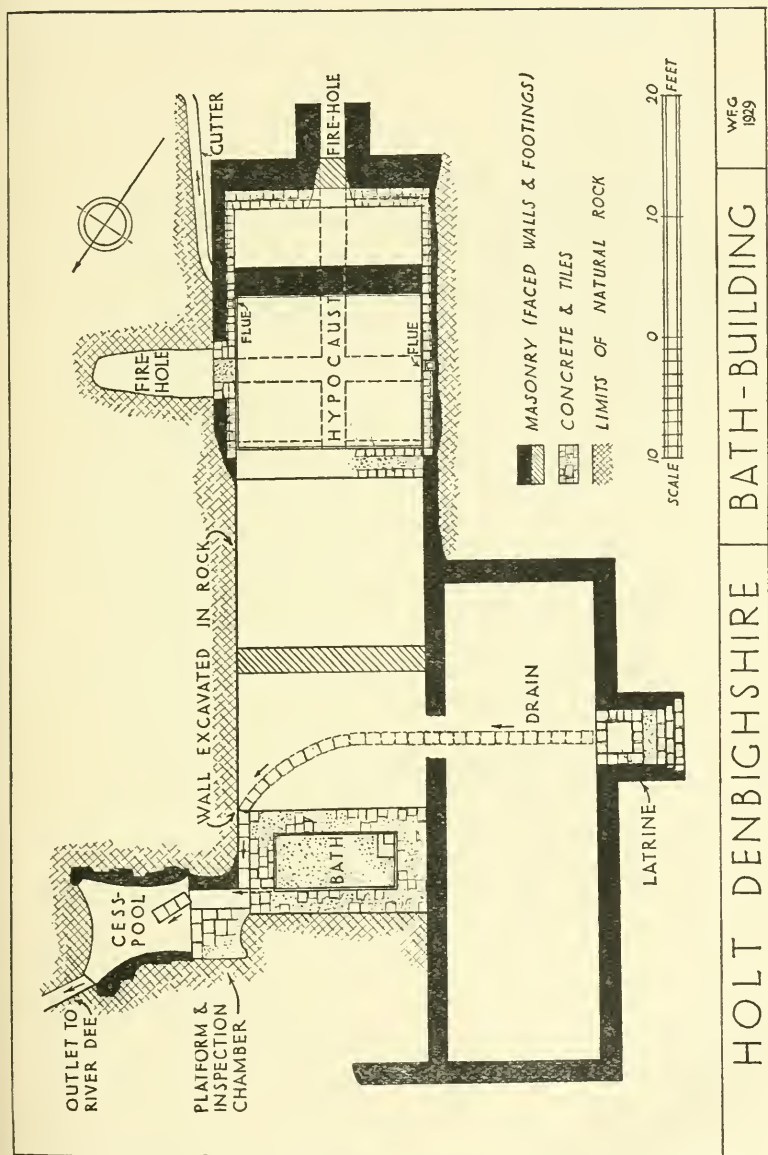 OUTLET TO
RIVER DEE
CESS-
POOL
PLATFORM &
INSPECTION
CHAMBER
WALL EXCAVATED IN ROCK
BATH
DRAIN
LATRINE
FIRE-
HOLE
GUTTER
FLUE
HYPOCAUST
FLUE
FIRE-HOLE
MASONRY (FACED WALLS & FOOTINGS)
CONCRETE & TILES
LIMITS OF NATURAL ROCK
10 0 10 20
SCALE FEET
HOLT DENBIGHSHIRE BATH-BUILDING
W.F.G
1929